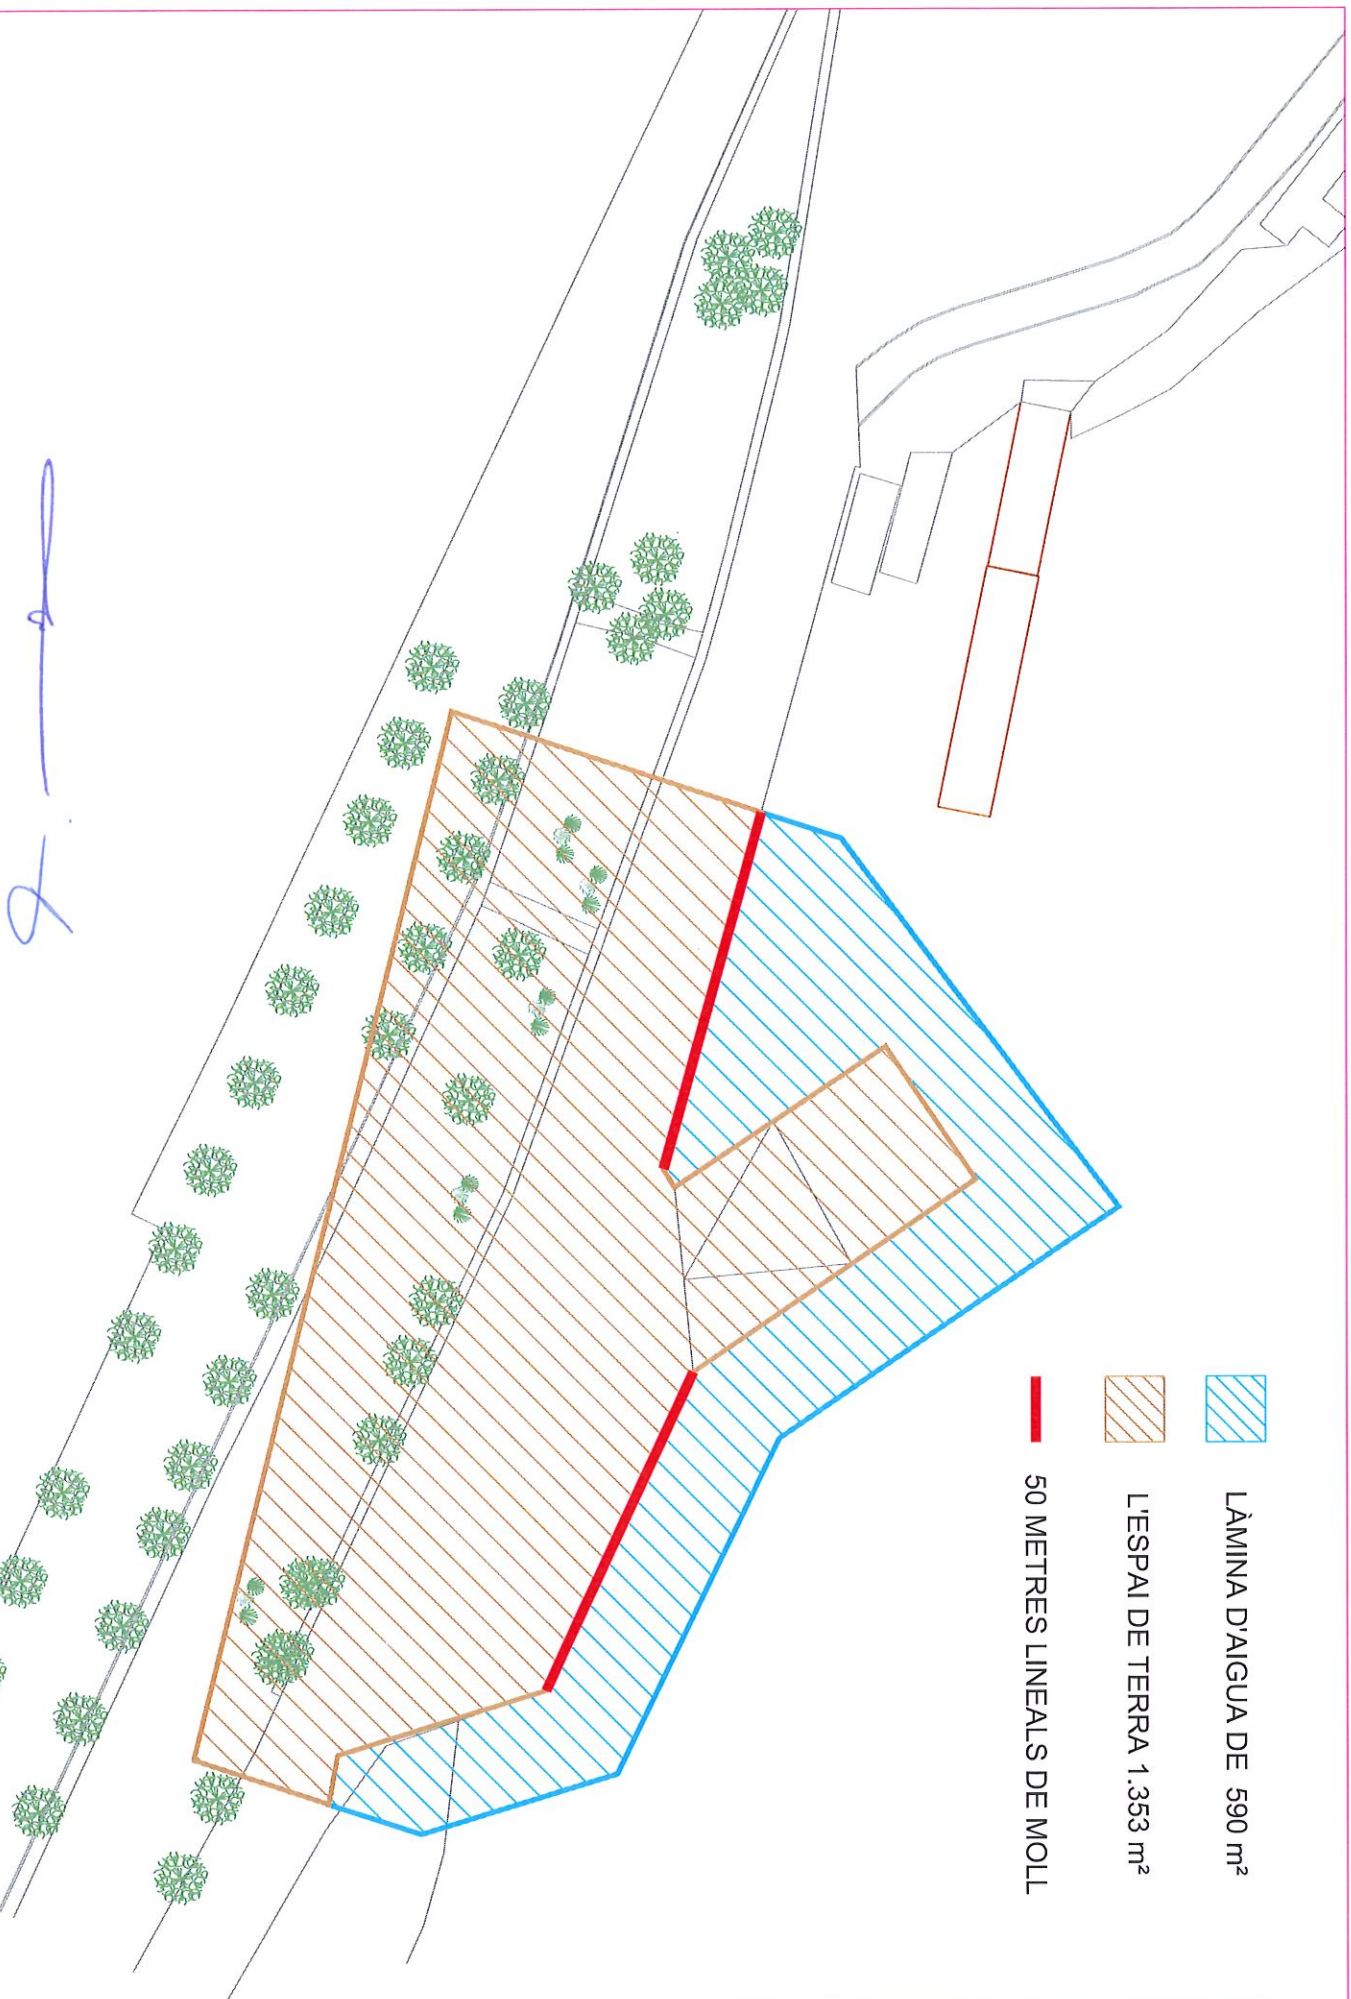 LÀMINA D'AIGUA DE 590 m²
L'ESPAI DE TERRA 1.353 m²
50 METRES LINEALS DE MOLL